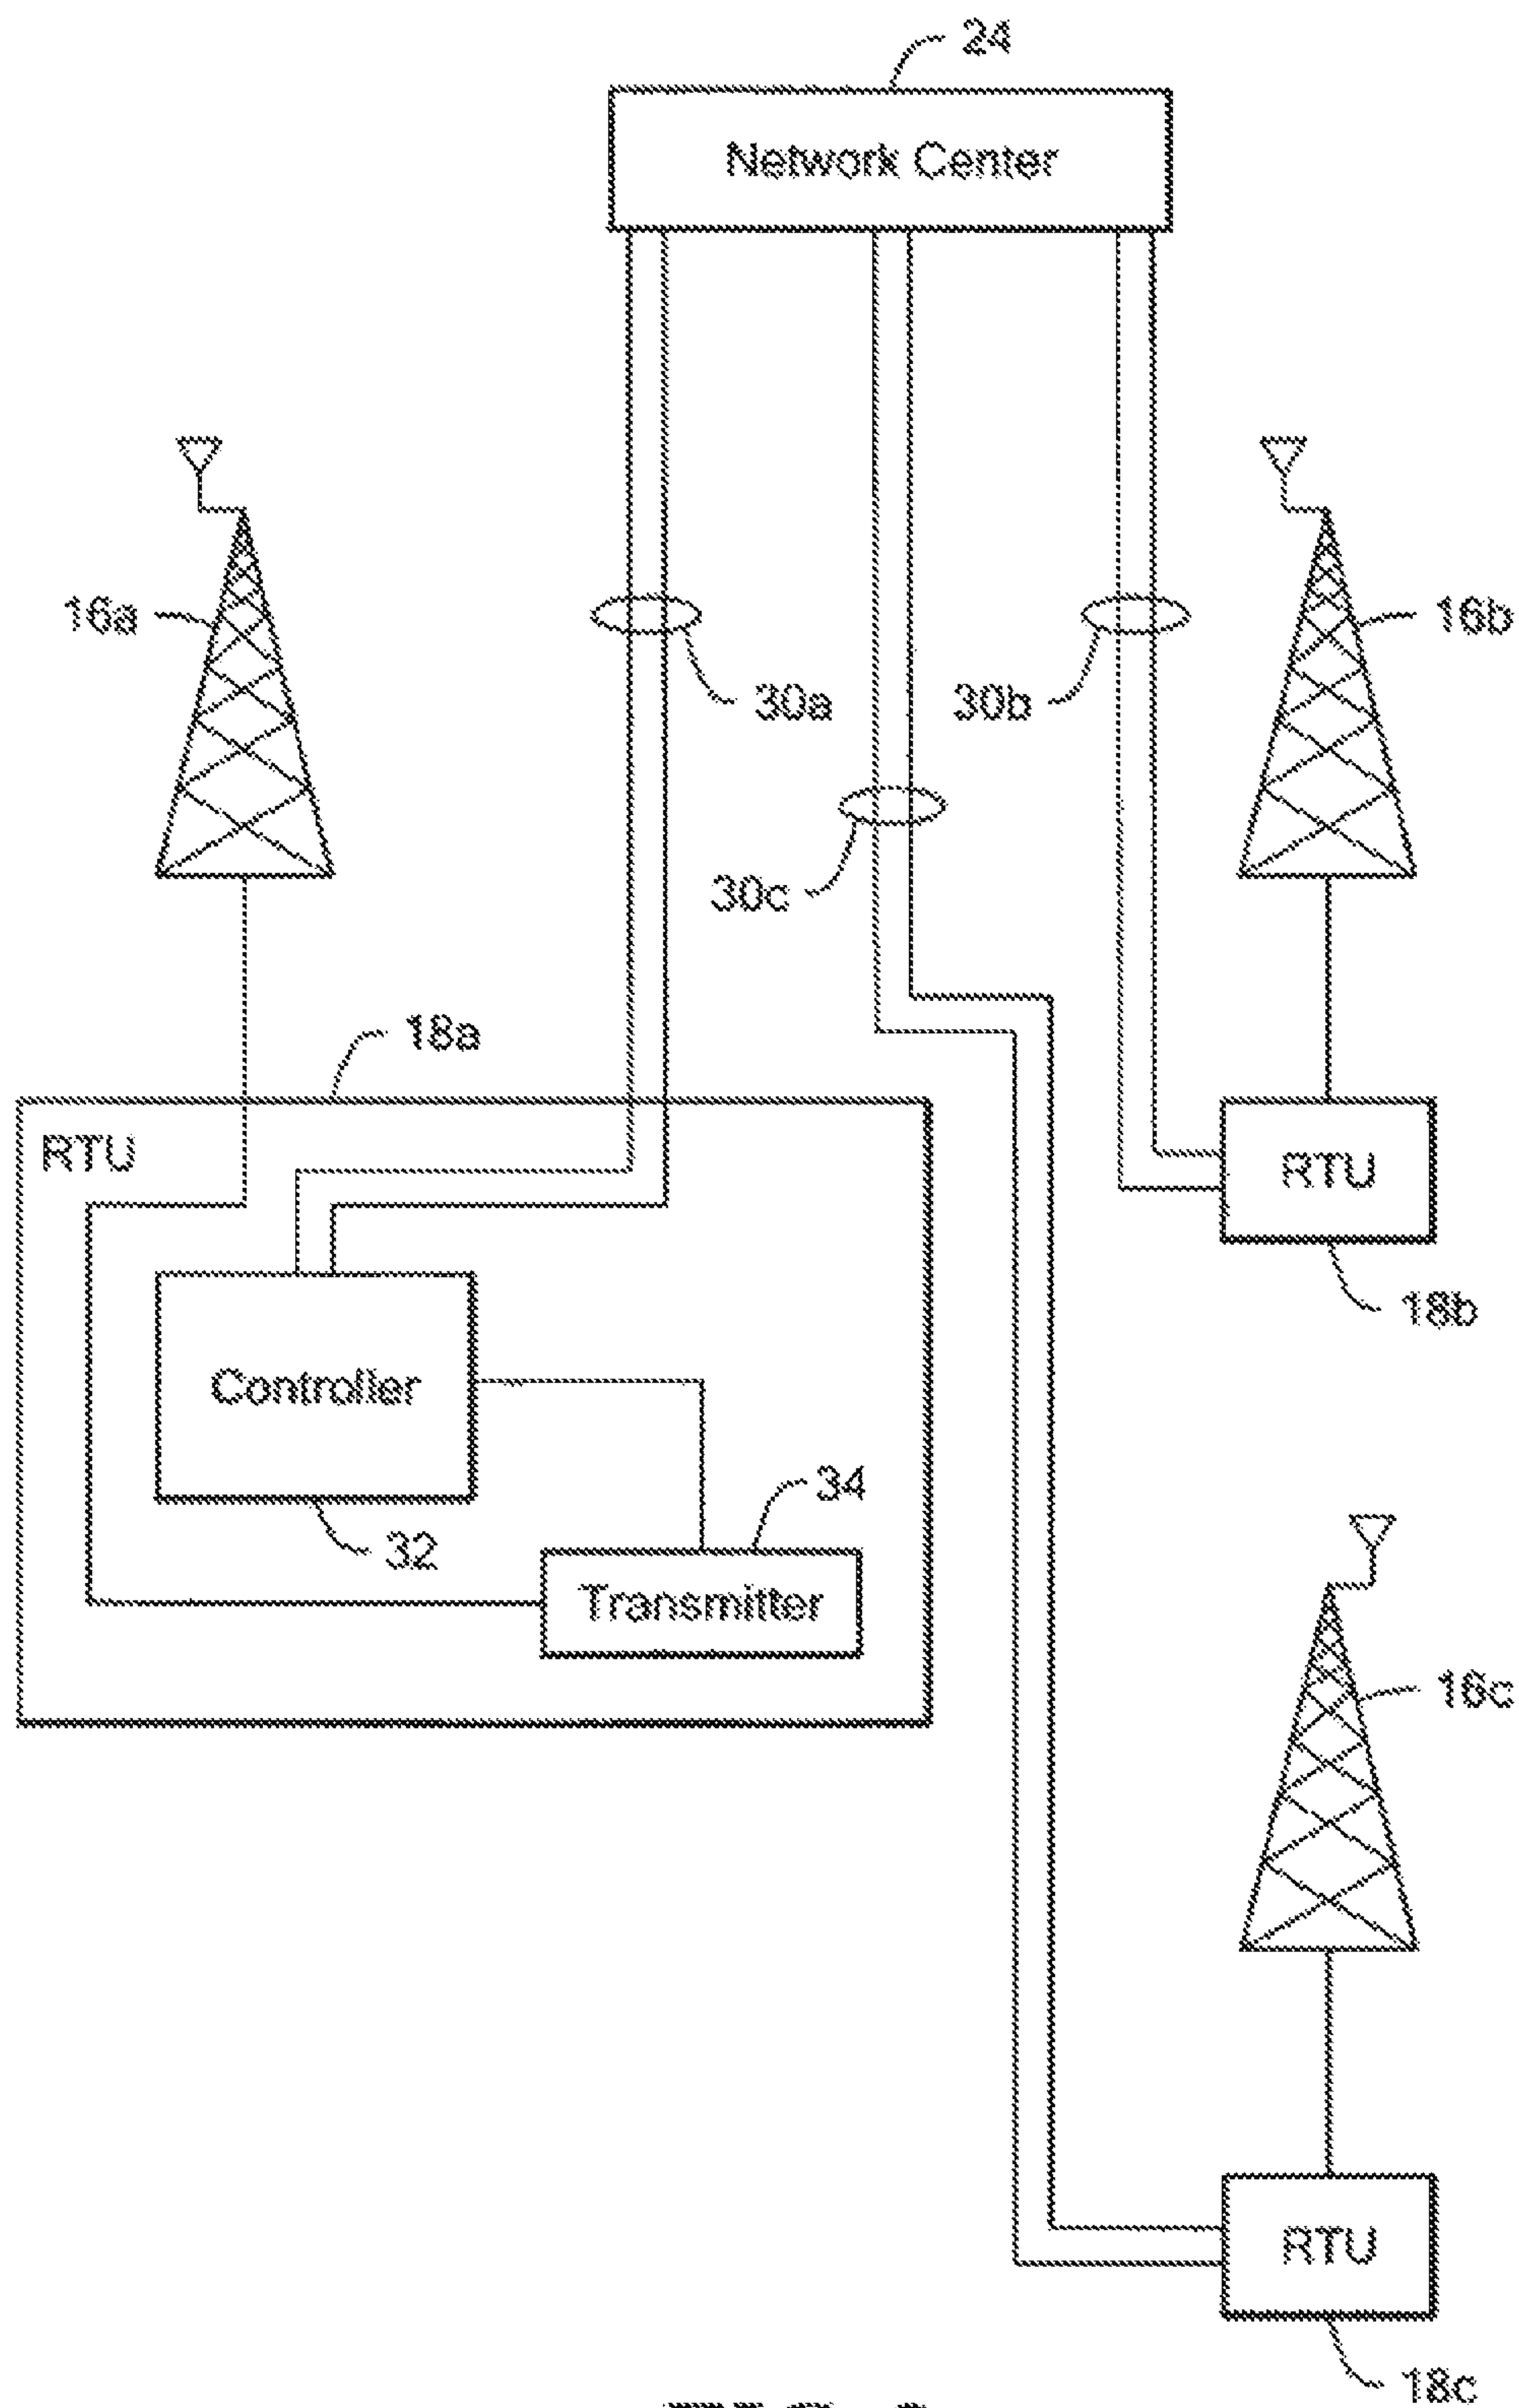 24
Network Center
16a
16b
30a
30b
30c
18a
RTU
RTU
18b
Controller
34
32
Transmitter
16c
RTU
18c